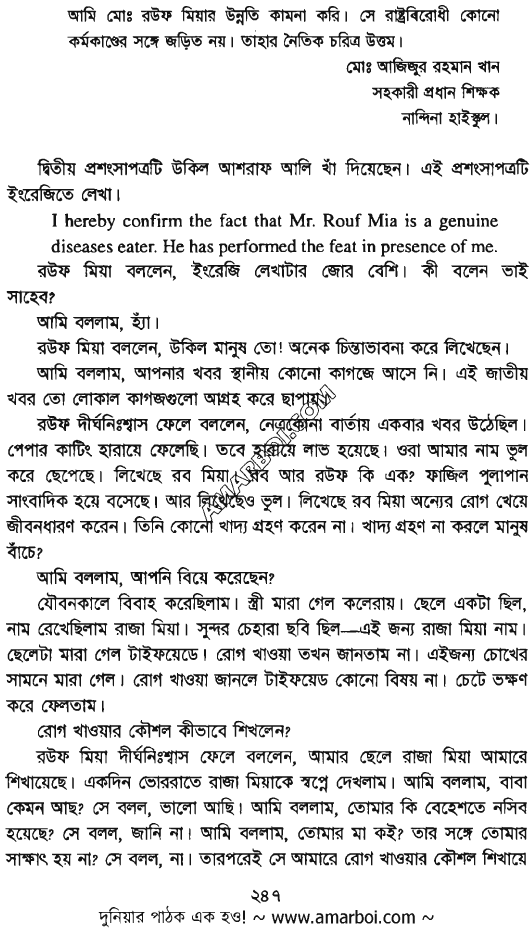 আমি মোঃ রউফ মিয়ার উন্নতি কামনা করি। সে রাষ্ট্রবিরোধী কোনো
কর্মকাণ্ডের সঙ্গে জড়িত নয়। তাহার নৈতিক চরিত্র উত্তম।
মোঃ আজিজুর রহমান খান
সহকারী প্রধান শিক্ষক
নান্দিনা হাইস্কুল।
দ্বিতীয় প্রশংসাপত্রটি উকিল আশরাফ আলি খাঁ দিয়েছেন। এই প্রশংসাপত্রটি
ইংরেজিতে লেখা।
I hereby confirm the fact that Mr. Rouf Mia is a genuine
diseases eater. He has performed the feat in presence of me.
রউফ মিয়া বললেন, ইংরেজি লেখাটার জোর বেশি। কী বলেন ভাই
সাহেব?
আমি বললাম, হ্যাঁ।
রউফ মিয়া বললেন, উকিল মানুষ তো! অনেক চিন্তাভাবনা করে লিখেছেন।
আমি বললাম, আপনার খবর স্থানীয় কোনো কাগজে আসে নি। এই জাতীয়
খবর তো লোকাল কাগজগুলো আগ্রহ করে ছাপায়।
রউফ দীর্ঘনিঃশ্বাস ফেলে বললেন, নেত্রকোনা বার্তায় একবার খবর উঠেছিল।
পেপার কাটিং হারায়ে ফেলেছি। তবে হারায়ে লাভ হয়েছে। ওরা আমার নাম ভুল
করে ছেপেছে। লিখেছে রব মিয়া। রব আর রউফ কি এক? ফাজিল পুলাপান
সাংবাদিক হয়ে বসেছে। আর লিখেছেও ভুল। লিখেছে রব মিয়া অন্যের রোগ খেয়ে
জীবনধারণ করেন। তিনি কোনো খাদ্য গ্রহণ করেন না। খাদ্য গ্রহণ না করলে মানুষ
বাঁচে?
আমি বললাম, আপনি বিয়ে করেছেন?
যৌবনকালে বিবাহ করেছিলাম। স্ত্রী মারা গেল কলেরায়। ছেলে একটা ছিল,
নাম রেখেছিলাম রাজা মিয়া। সুন্দর চেহারা ছবি ছিল—এই জন্য রাজা মিয়া নাম।
ছেলেটা মারা গেল টাইফয়েডে। রোগ খাওয়া তখন জানতাম না। এইজন্য চোখের
সামনে মারা গেল। রোগ খাওয়া জানলে টাইফয়েড কোনো বিষয় না। চেটে ভক্ষণ
করে ফেলতাম।
রোগ খাওয়ার কৌশল কীভাবে শিখলেন?
রউফ মিয়া দীর্ঘনিঃশ্বাস ফেলে বললেন, আমার ছেলে রাজা মিয়া আমারে
শিখায়েছে। একদিন ভোররাতে রাজা মিয়াকে স্বপ্নে দেখলাম। আমি বললাম, বাবা
কেমন আছ? সে বলল, ভালো আছি। আমি বললাম, তোমার কি বেহেশতে নসিব
হয়েছে? সে বলল, জানি না। আমি বললাম, তোমার মা কই? তার সঙ্গে তোমার
সাক্ষাৎ হয় না? সে বলল, না। তারপরেই সে আমারে রোগ খাওয়ার কৌশল শিখায়ে
২৪৭
দুনিয়ার পাঠক এক হও! ~ www.amarboi.com ~
AMARBOI.COM